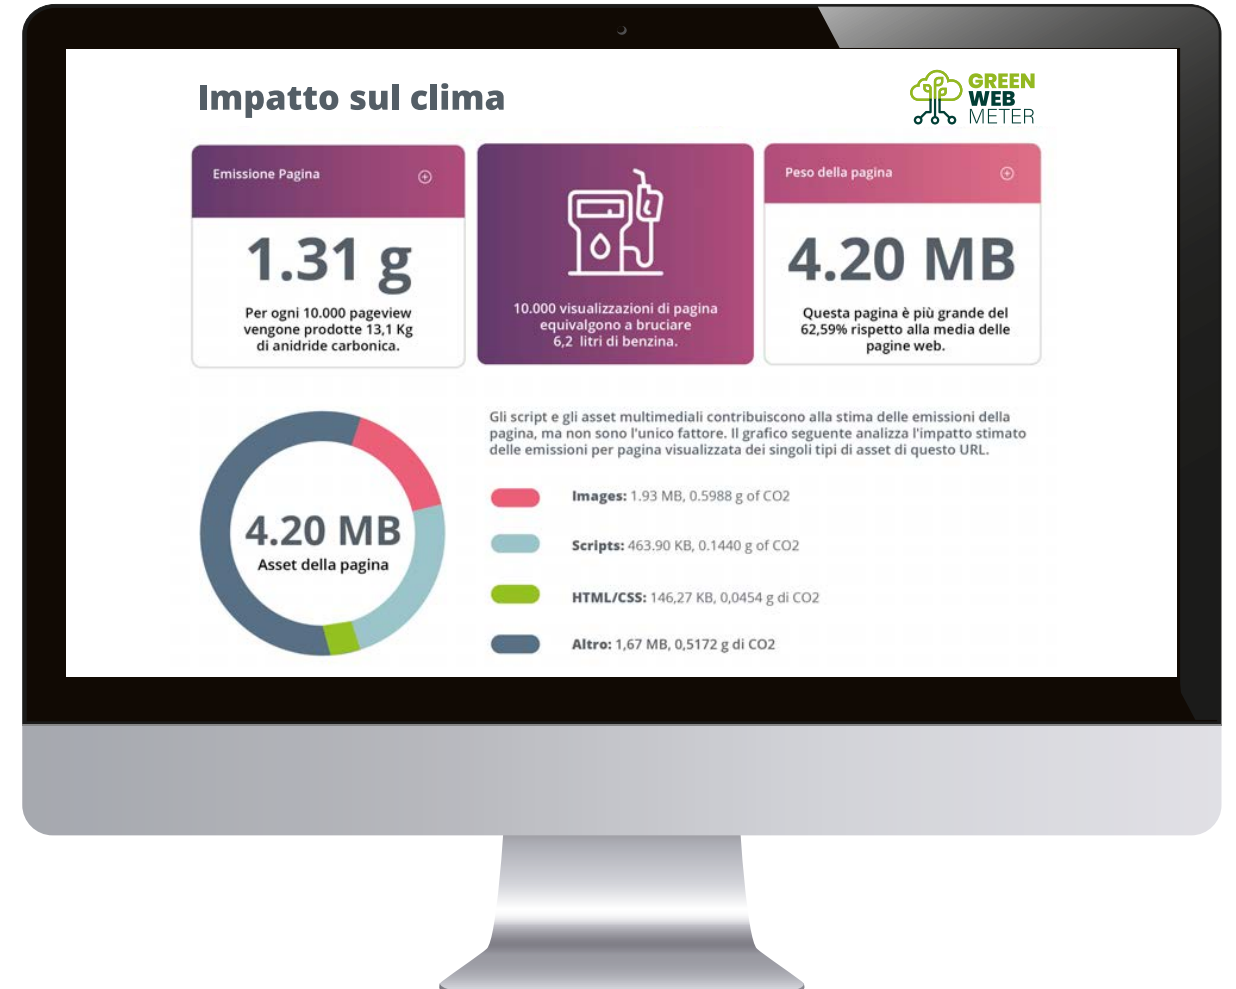 Impatto sul clima
GREEN
WEB
METER
Emissione Pagina
1.31 g
Per ogni 10.000 pageview
vengone prodotte 13,1 Kg
di anidride carbonica.
10.000 visualizzazioni di pagina
equivalgono a bruciare
6,2 litri di benzina.
Peso della pagina
4.20 MB
Questa pagina è più grande del
62,59% rispetto alla media delle
pagine web.
4.20 MB
Asset della pagina
Gli script e gli asset multimediali contribuiscono alla stima delle emissioni della
pagina, ma non sono l'unico fattore. Il grafico seguente analizza l'impatto stimato
delle emissioni per pagina visualizzata dei singoli tipi di asset di questo URL.
Images: 1.93 MB, 0.5988 g of CO2
Scripts: 463.90 KB, 0.1440 g of CO2
HTML/CSS: 146,27 KB, 0,0454 g di CO2
Altro: 1,67 MB, 0,5172 g di CO2